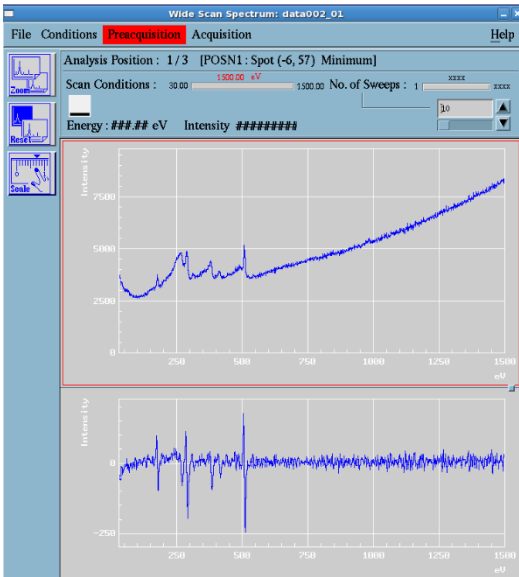 Wide Scan Spectrum: data002_01
File Conditions Preacquisition Acquisition Help
Analysis Position : 1 / 3 [POSN1 : Spot (-6, 57) Minimum]
1500.00 eV
Scan Conditions : 30.00 1500.00 No. of Sweeps : 1 xxxx xxxx
10
Energy : ###.## eV Intensity #########
Zoom
Reset
Scale
Intensity
7500
5000
2500
0
250 500 750 1000 1250 1500
eV
Intensity
0
-250
250 500 750 1000 1250 1500
eV